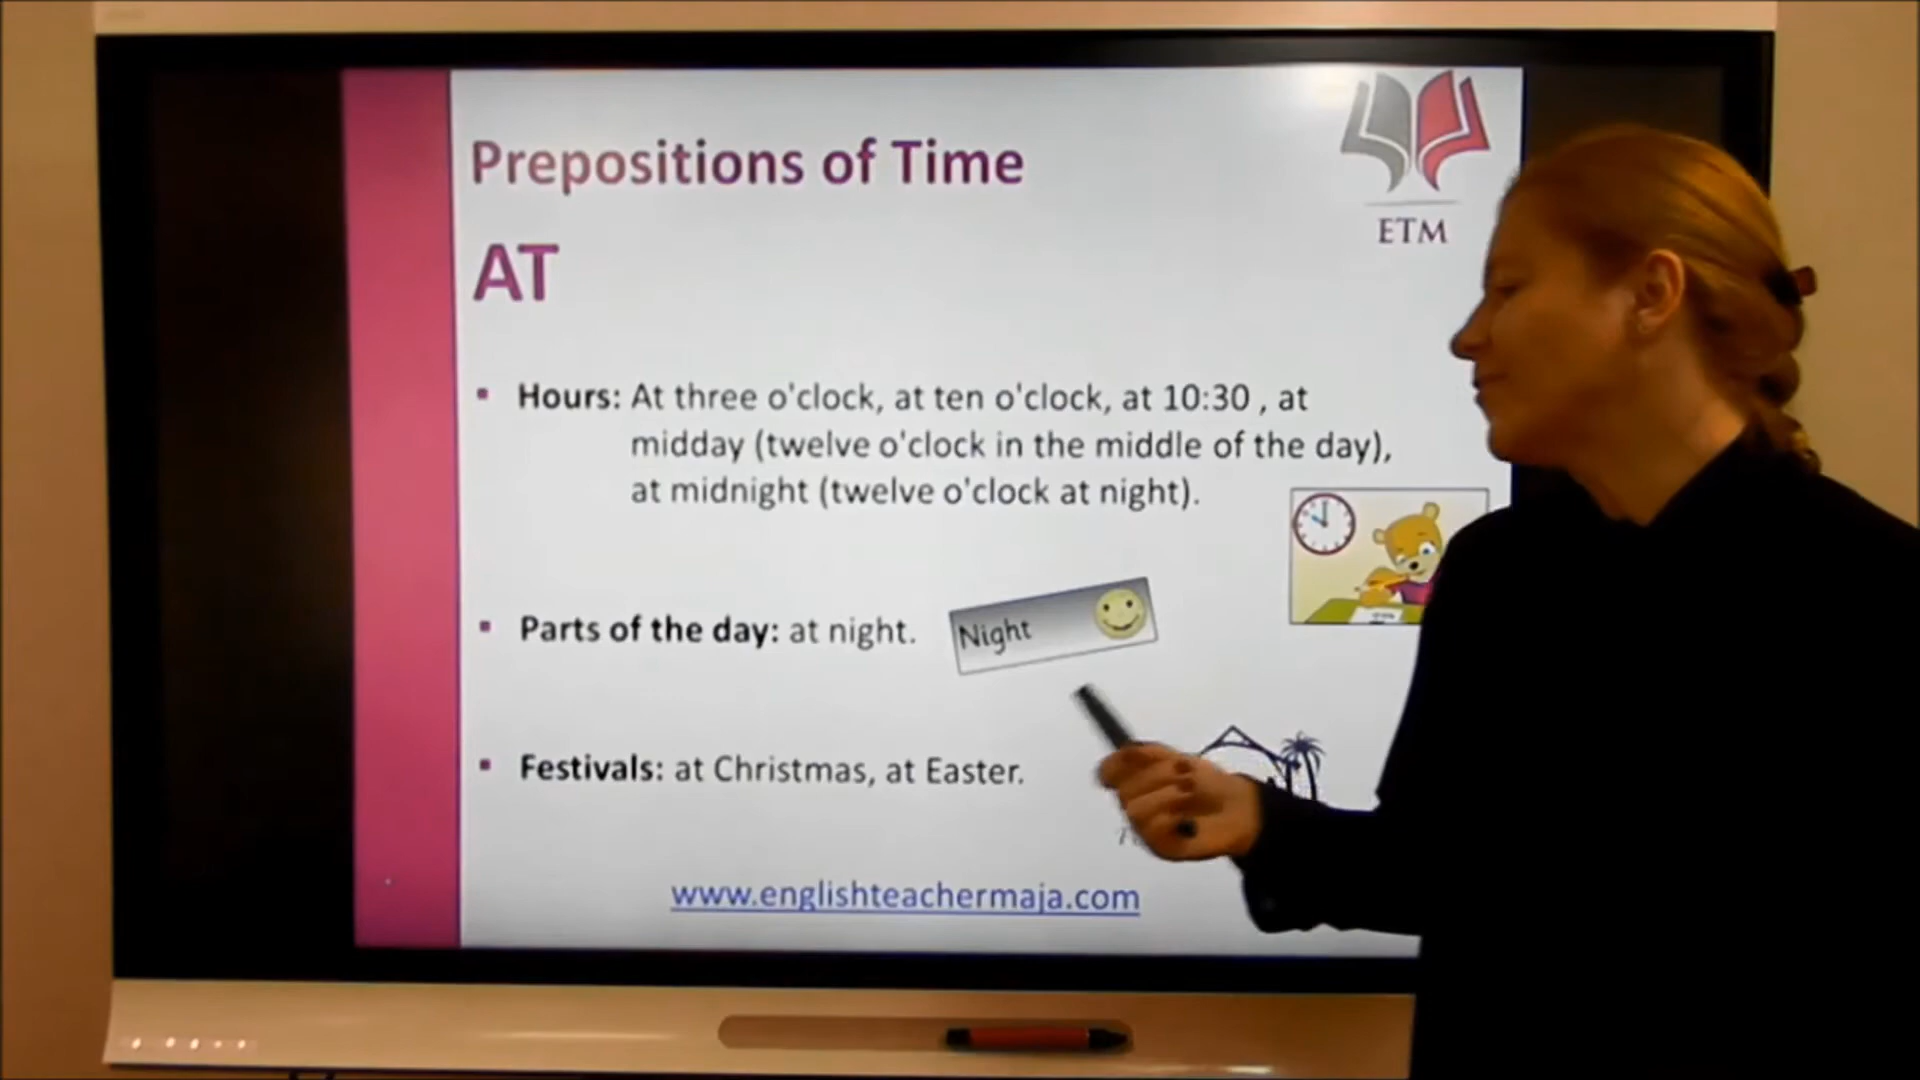 Prepositions of Time
ETM
AT
▪ Hours: At three o'clock, at ten o'clock, at 10:30 , at
midday (twelve o'clock in the middle of the day),
at midnight (twelve o'clock at night).
▪ Parts of the day: at night.
Night
▪ Festivals: at Christmas, at Easter.
www.englishteachermaja.com